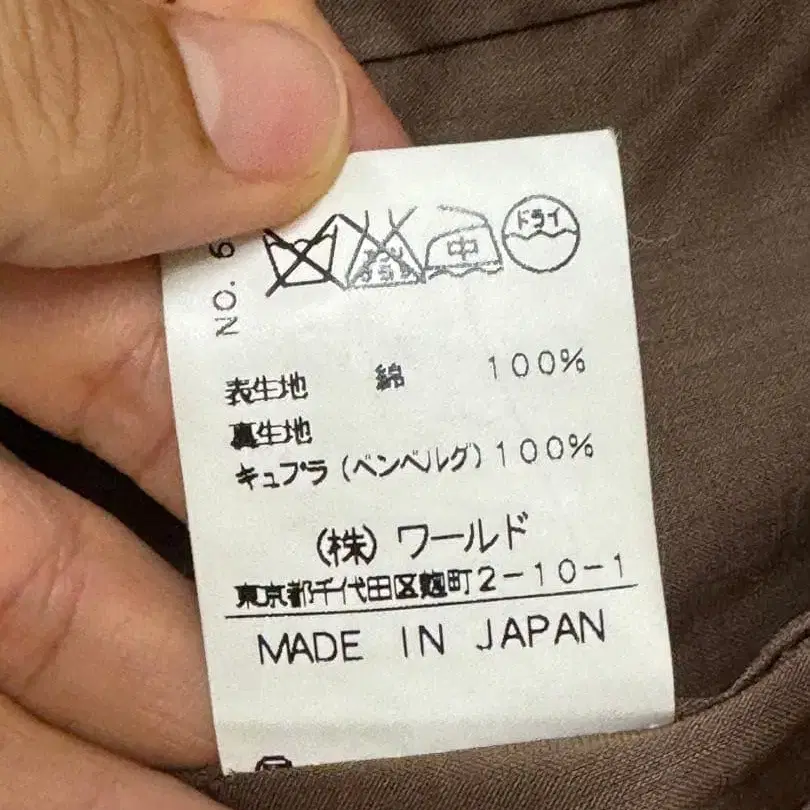 NO. 6
中 ドライ
表生地 綿 100%
裏生地
キュプラ(ベンベルグ)100%
(株)ワールド
東京都千代田区麹町2-10-1
MADE IN JAPAN